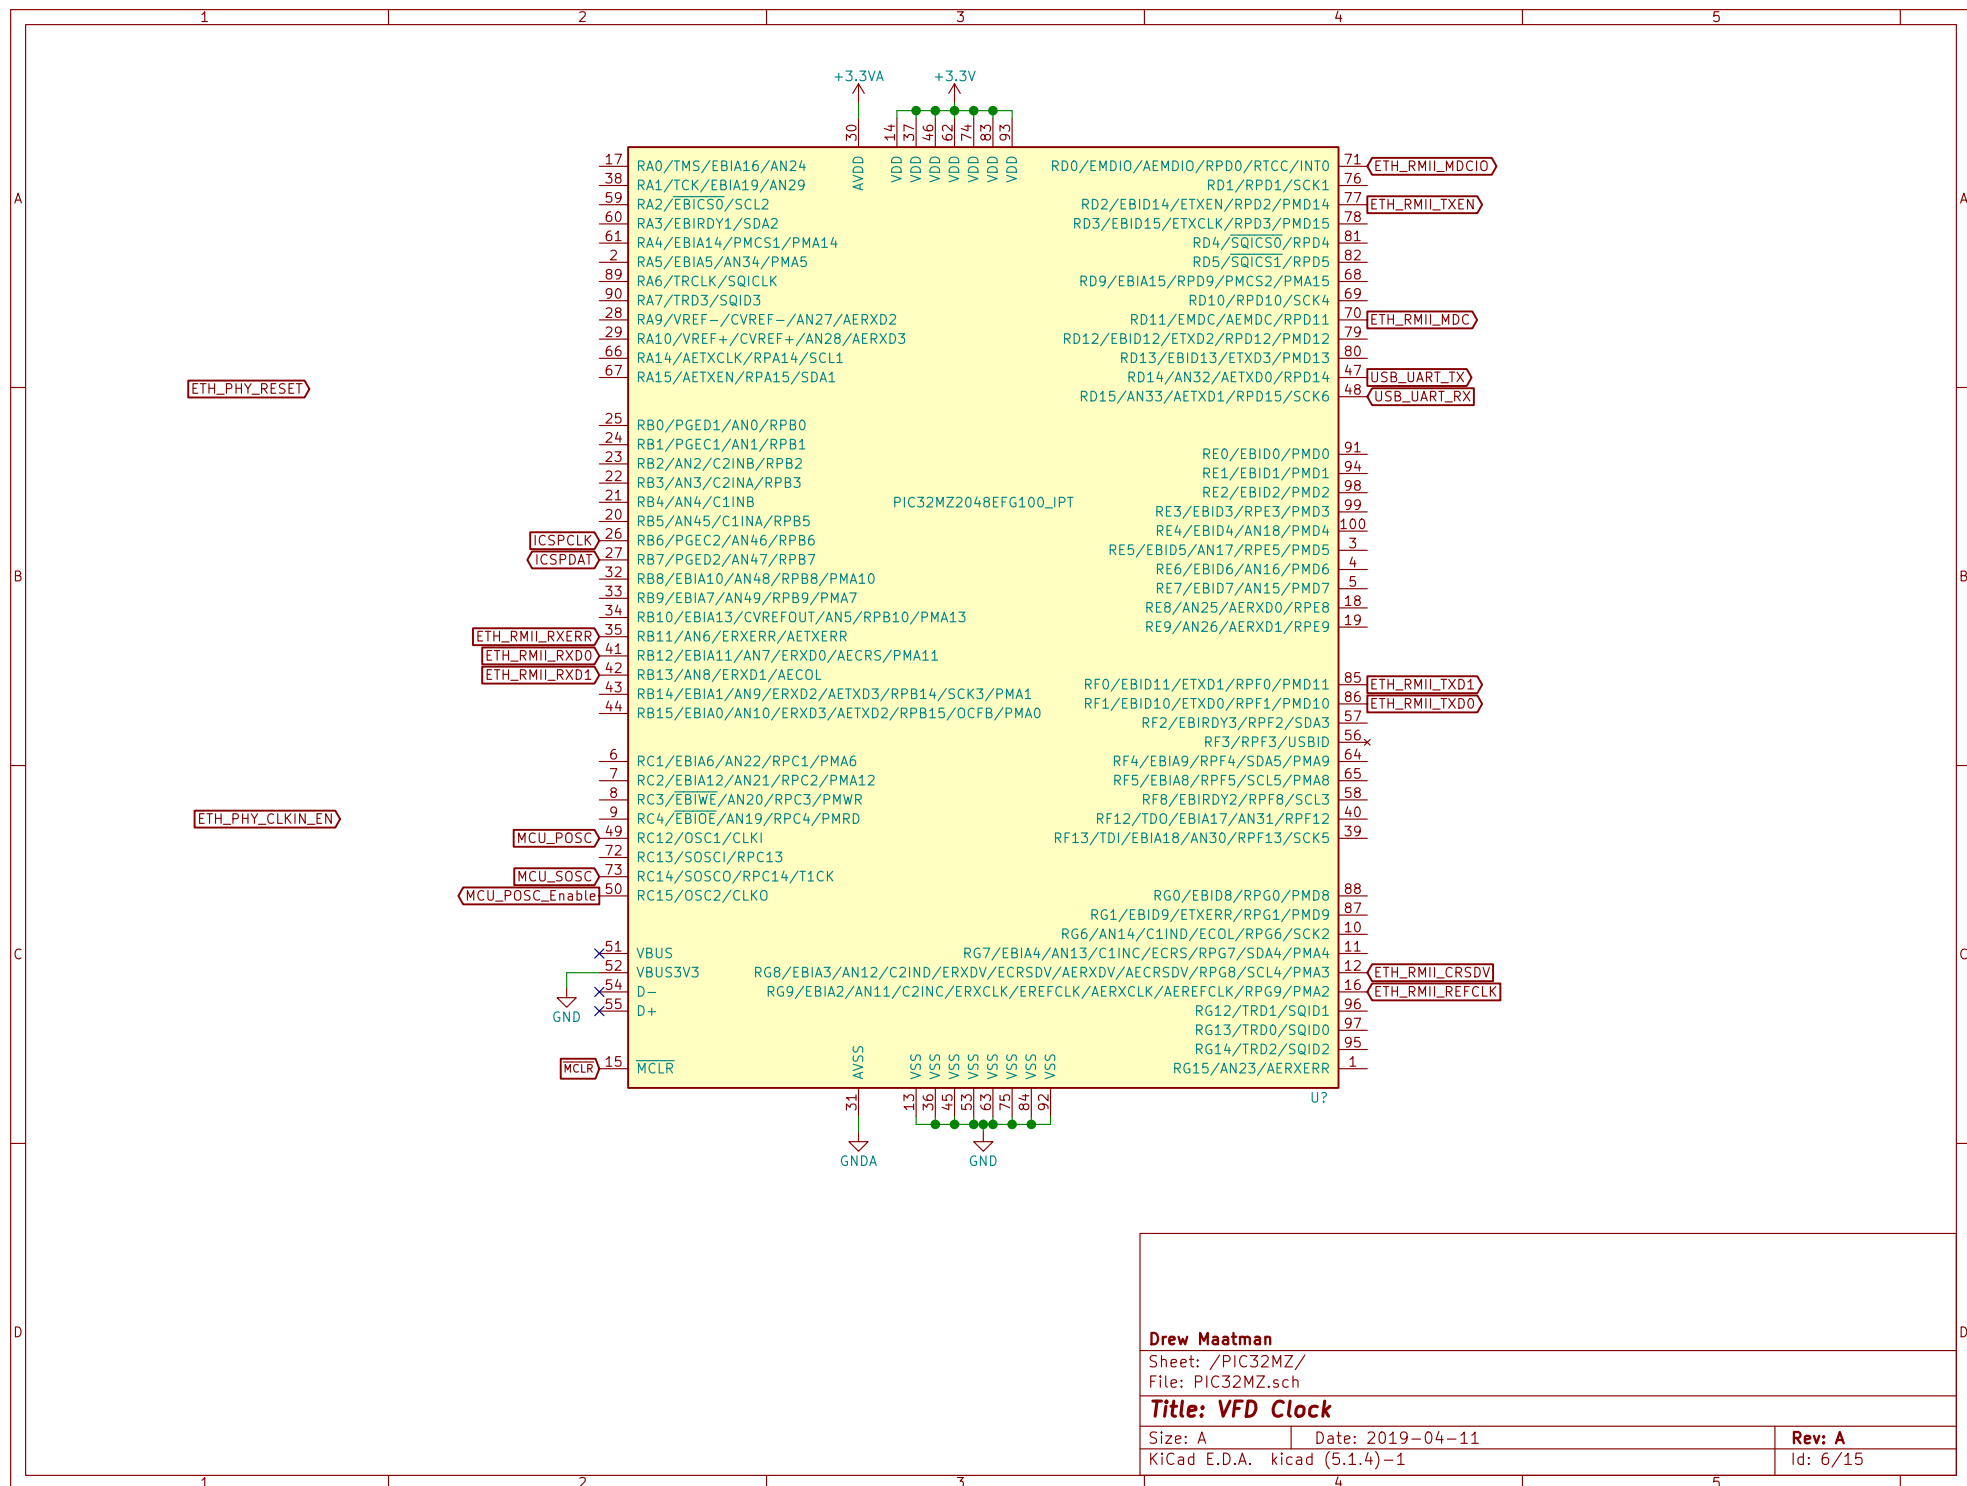 1 2 3 4 5
+3.3VA +3.3V
30 14 37 46 62 74 83 93
AVDD VDD VDD VDD VDD VDD VDD VDD
A A
17 RA0/TMS/EBIA16/AN24
38 RA1/TCK/EBIA19/AN29
59 RA2/EBICS0/SCL2
60 RA3/EBIRDY1/SDA2
61 RA4/EBIA14/PMCS1/PMA14
2 RA5/EBIA5/AN34/PMA5
89 RA6/TRCLK/SQICLK
90 RA7/TRD3/SQID3
28 RA9/VREF-/CVREF-/AN27/AERXD2
29 RA10/VREF+/CVREF+/AN28/AERXD3
66 RA14/AETXCLK/RPA14/SCL1
67 RA15/AETXEN/RPA15/SDA1
ETH_PHY_RESET
25 RB0/PGED1/AN0/RPB0
24 RB1/PGEC1/AN1/RPB1
23 RB2/AN2/C2INB/RPB2
22 RB3/AN3/C2INA/RPB3
21 RB4/AN4/C1INB
20 RB5/AN45/C1INA/RPB5
ICSPCLK 26 RB6/PGEC2/AN46/RPB6
ICSPDAT 27 RB7/PGED2/AN47/RPB7
32 RB8/EBIA10/AN48/RPB8/PMA10
33 RB9/EBIA7/AN49/RPB9/PMA7
34 RB10/EBIA13/CVREFOUT/AN5/RPB10/PMA13
ETH_RMII_RXERR 35 RB11/AN6/ERXERR/AETXERR
ETH_RMII_RXD0 41 RB12/EBIA11/AN7/ERXD0/AECRS/PMA11
ETH_RMII_RXD1 42 RB13/AN8/ERXD1/AECOL
43 RB14/EBIA1/AN9/ERXD2/AETXD3/RPB14/SCK3/PMA1
44 RB15/EBIA0/AN10/ERXD3/AETXD2/RPB15/OCFB/PMA0
B B
6 RC1/EBIA6/AN22/RPC1/PMA6
7 RC2/EBIA12/AN21/RPC2/PMA12
8 RC3/EBIWE/AN20/RPC3/PMWR
9 RC4/EBIOE/AN19/RPC4/PMRD
ETH_PHY_CLKIN_EN
MCU_POSC 49 RC12/OSC1/CLKI
72 RC13/SOSCI/RPC13
MCU_SOSC 73 RC14/SOSCO/RPC14/T1CK
MCU_POSC_Enable 50 RC15/OSC2/CLKO
C C
51 VBUS
52 VBUS3V3
54 D-
55 D+
GND
MCLR 15 MCLR
PIC32MZ2048EFG100_IPT
RD0/EMDIO/AEMDIO/RPD0/RTCC/INT0 71 ETH_RMII_MDCIO
RD1/RPD1/SCK1 76
RD2/EBID14/ETXEN/RPD2/PMD14 77 ETH_RMII_TXEN
RD3/EBID15/ETXCLK/RPD3/PMD15 78
RD4/SQICS0/RPD4 81
RD5/SQICS1/RPD5 82
RD9/EBIA15/RPD9/PMCS2/PMA15 68
RD10/RPD10/SCK4 69
RD11/EMDC/AEMDC/RPD11 70 ETH_RMII_MDC
RD12/EBID12/ETXD2/RPD12/PMD12 79
RD13/EBID13/ETXD3/PMD13 80
RD14/AN32/AETXD0/RPD14 47 USB_UART_TX
RD15/AN33/AETXD1/RPD15/SCK6 48 USB_UART_RX
RE0/EBID0/PMD0 91
RE1/EBID1/PMD1 94
RE2/EBID2/PMD2 98
RE3/EBID3/RPE3/PMD3 99
RE4/EBID4/AN18/PMD4 100
RE5/EBID5/AN17/RPE5/PMD5 3
RE6/EBID6/AN16/PMD6 4
RE7/EBID7/AN15/PMD7 5
RE8/AN25/AERXD0/RPE8 18
RE9/AN26/AERXD1/RPE9 19
RF0/EBID11/ETXD1/RPF0/PMD11 85 ETH_RMII_TXD1
RF1/EBID10/ETXD0/RPF1/PMD10 86 ETH_RMII_TXD0
RF2/EBIRDY3/RPF2/SDA3 57
RF3/RPF3/USBID 56
RF4/EBIA9/RPF4/SDA5/PMA9 64
RF5/EBIA8/RPF5/SCL5/PMA8 65
RF8/EBIRDY2/RPF8/SCL3 58
RF12/TDO/EBIA17/AN31/RPF12 40
RF13/TDI/EBIA18/AN30/RPF13/SCK5 39
RG0/EBID8/RPG0/PMD8 88
RG1/EBID9/ETXERR/RPG1/PMD9 87
RG6/AN14/C1IND/ECOL/RPG6/SCK2 10
RG7/EBIA4/AN13/C1INC/ECRS/RPG7/SDA4/PMA4 11
RG8/EBIA3/AN12/C2IND/ERXDV/ECRSDV/AERXDV/AECRSDV/RPG8/SCL4/PMA3 12 ETH_RMII_CRSDV
RG9/EBIA2/AN11/C2INC/ERXCLK/EREFCLK/AERXCLK/AEREFCLK/RPG9/PMA2 16 ETH_RMII_REFCLK
RG12/TRD1/SQID1 96
RG13/TRD0/SQID0 97
RG14/TRD2/SQID2 95
RG15/AN23/AERXERR 1
AVSS VSS VSS VSS VSS VSS VSS VSS VSS
31 13 36 45 53 63 75 84 92
U?
GNDA GND
D D
Drew Maatman
Sheet: /PIC32MZ/
File: PIC32MZ.sch
Title: VFD Clock
Size: A Date: 2019-04-11 Rev: A
KiCad E.D.A. kicad (5.1.4)-1 Id: 6/15
1 2 3 4 5